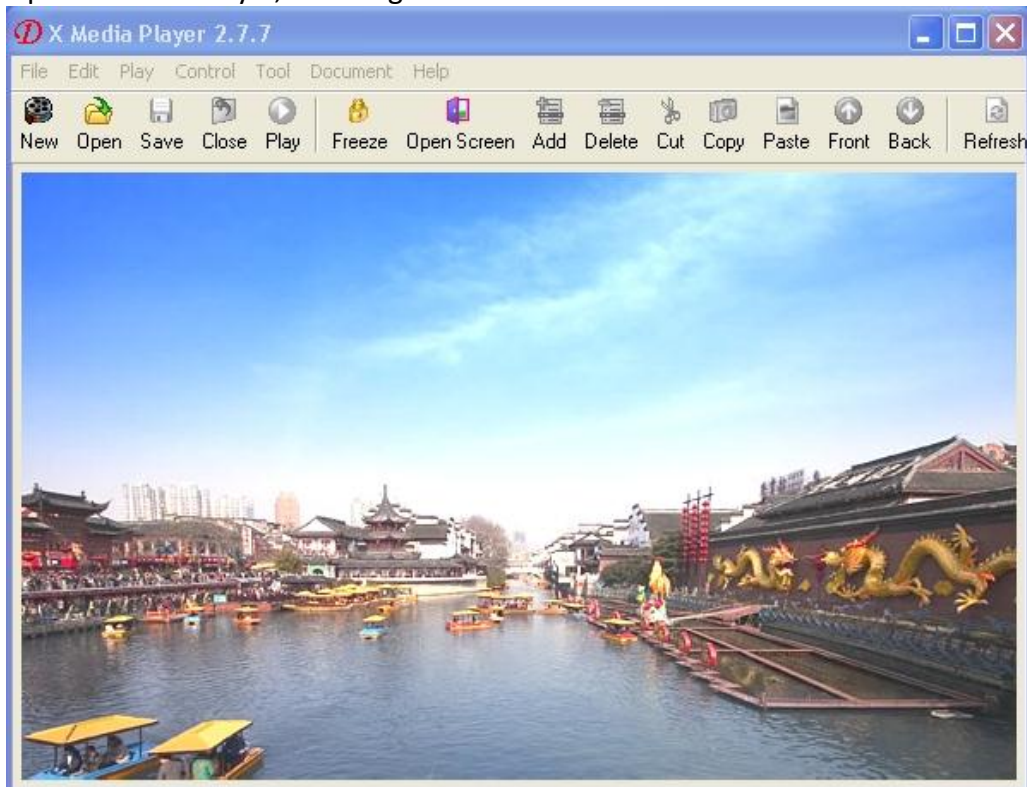 X Media Player 2.7.7
File Edit Play Control Tool Document Help
New Open Save Close Play Freeze Open Screen Add Delete Cut Copy Paste Front Back Refresh